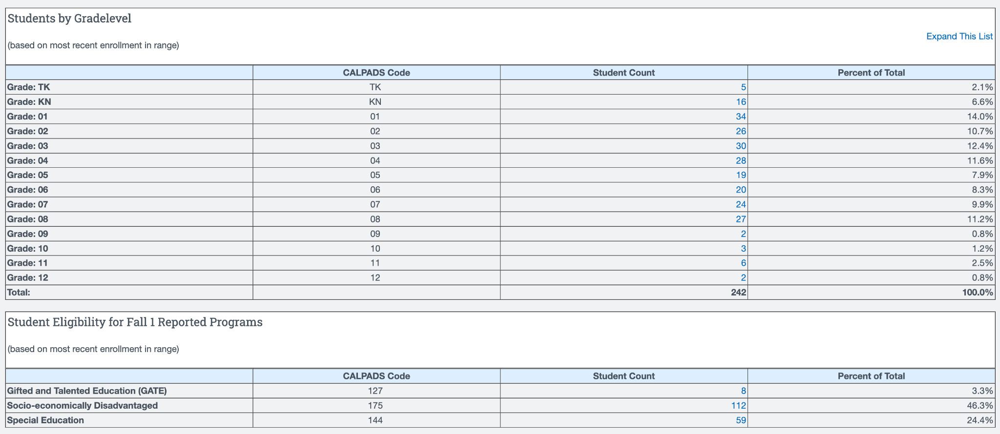 Students by Gradelevel
Expand This List
(based on most recent enrollment in range)
CALPADS Code Student Count Percent of Total
Grade: TK TK 5 2.1%
Grade: KN KN 16 6.6%
Grade: 01 01 34 14.0%
Grade: 02 02 26 10.7%
Grade: 03 03 30 12.4%
Grade: 04 04 28 11.6%
Grade: 05 05 19 7.9%
Grade: 06 06 20 8.3%
Grade: 07 07 24 9.9%
Grade: 08 08 27 11.2%
Grade: 09 09 2 0.8%
Grade: 10 10 3 1.2%
Grade: 11 11 6 2.5%
Grade: 12 12 2 0.8%
Total: 242 100.0%
Student Eligibility for Fall 1 Reported Programs
(based on most recent enrollment in range)
CALPADS Code Student Count Percent of Total
Gifted and Talented Education (GATE) 127 8 3.3%
Socio-economically Disadvantaged 175 112 46.3%
Special Education 144 59 24.4%